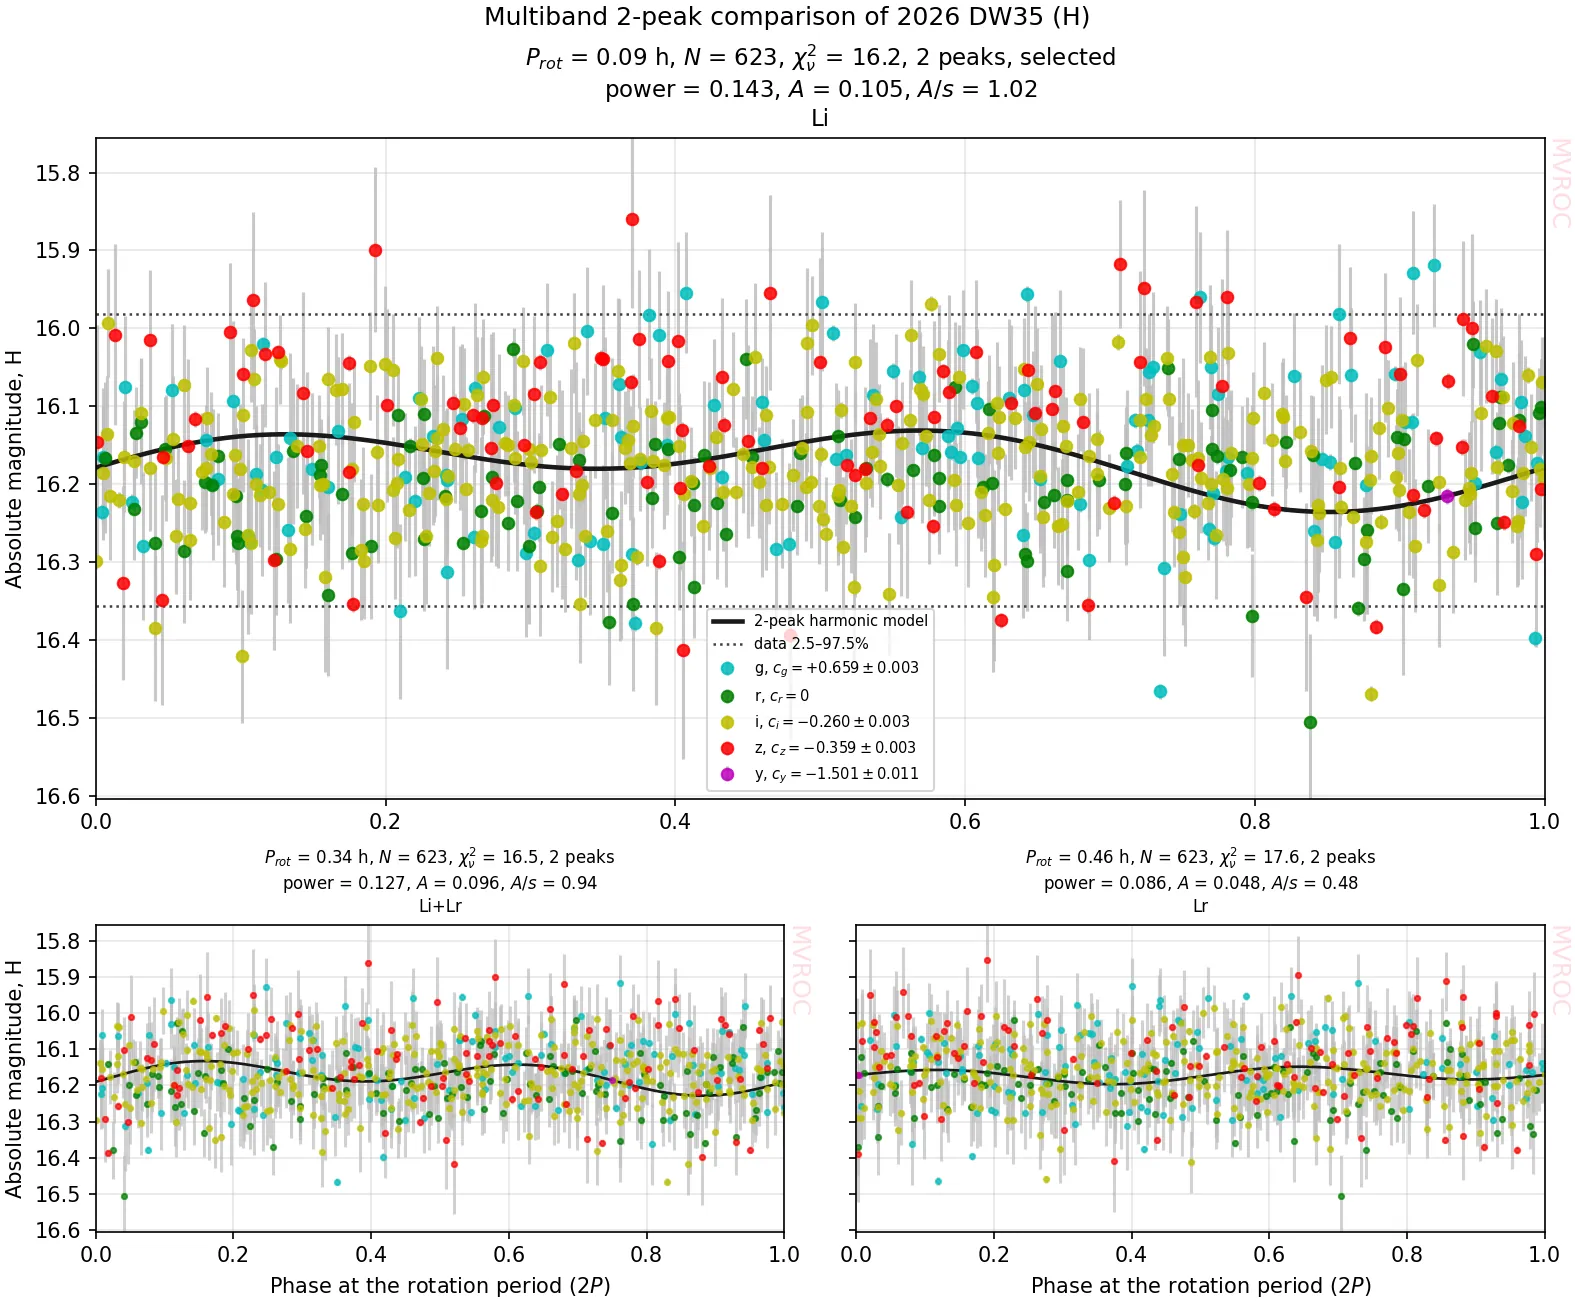 Multiband 2-peak comparison of 2026 DW35 (H)
P_rot = 0.09 h, N = 623, χ²_ν = 16.2, 2 peaks, selected
power = 0.143, A = 0.105, A/s = 1.02
Li
MVROC
Absolute magnitude, H
15.8
15.9
16.0
16.1
16.2
16.3
16.4
16.5
16.6
2-peak harmonic model
data 2.5–97.5%
g, c_g = +0.659 ± 0.003
r, c_r = 0
i, c_i = −0.260 ± 0.003
z, c_z = −0.359 ± 0.003
y, c_y = −1.501 ± 0.011
0.0 0.2 0.4 0.6 0.8 1.0
P_rot = 0.34 h, N = 623, χ²_ν = 16.5, 2 peaks
power = 0.127, A = 0.096, A/s = 0.94
Li+Lr
MVROC
Absolute magnitude, H
15.8
15.9
16.0
16.1
16.2
16.3
16.4
16.5
16.6
0.0 0.2 0.4 0.6 0.8 1.0
Phase at the rotation period (2P)
P_rot = 0.46 h, N = 623, χ²_ν = 17.6, 2 peaks
power = 0.086, A = 0.048, A/s = 0.48
Lr
MVROC
0.0 0.2 0.4 0.6 0.8 1.0
Phase at the rotation period (2P)